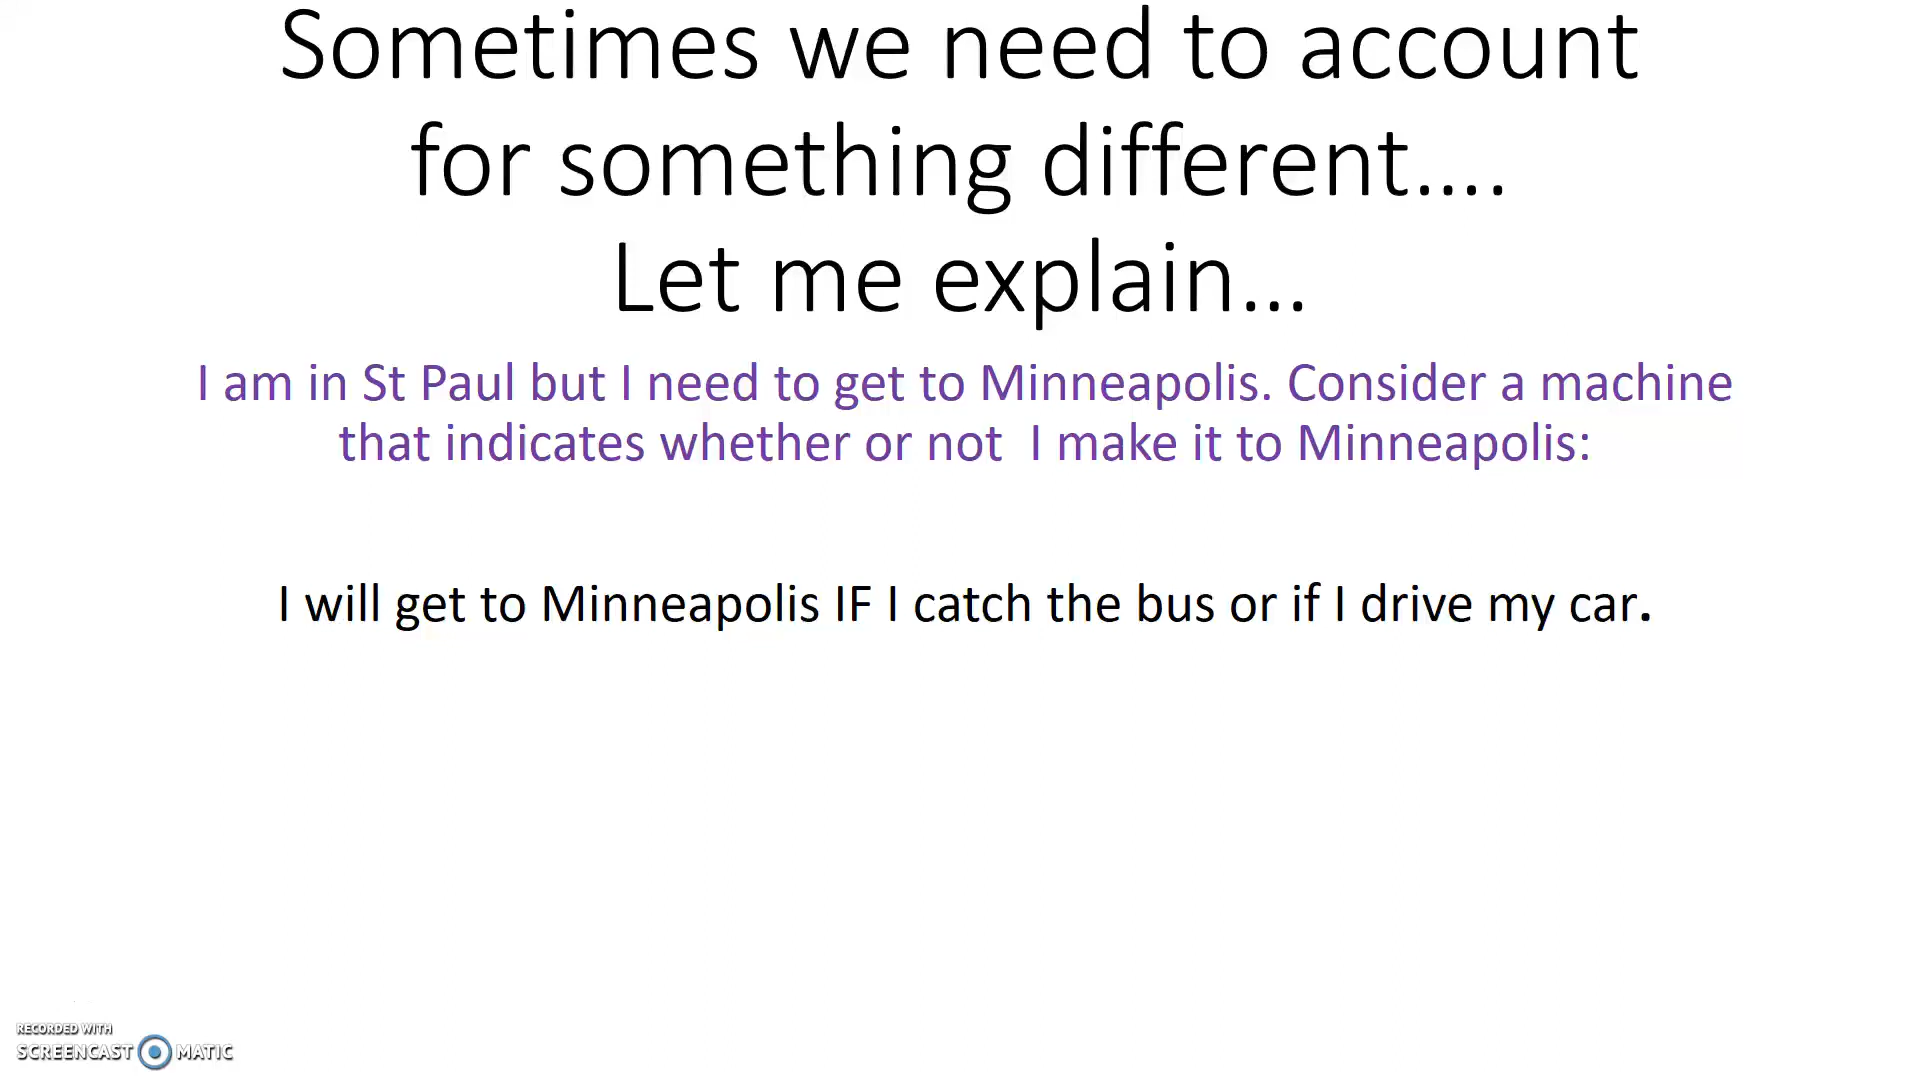 Sometimes we need to account
for something different....
Let me explain...
I am in St Paul but I need to get to Minneapolis. Consider a machine
that indicates whether or not  I make it to Minneapolis:
I will get to Minneapolis IF I catch the bus or if I drive my car.
RECORDED WITH
SCREENCAST MATIC